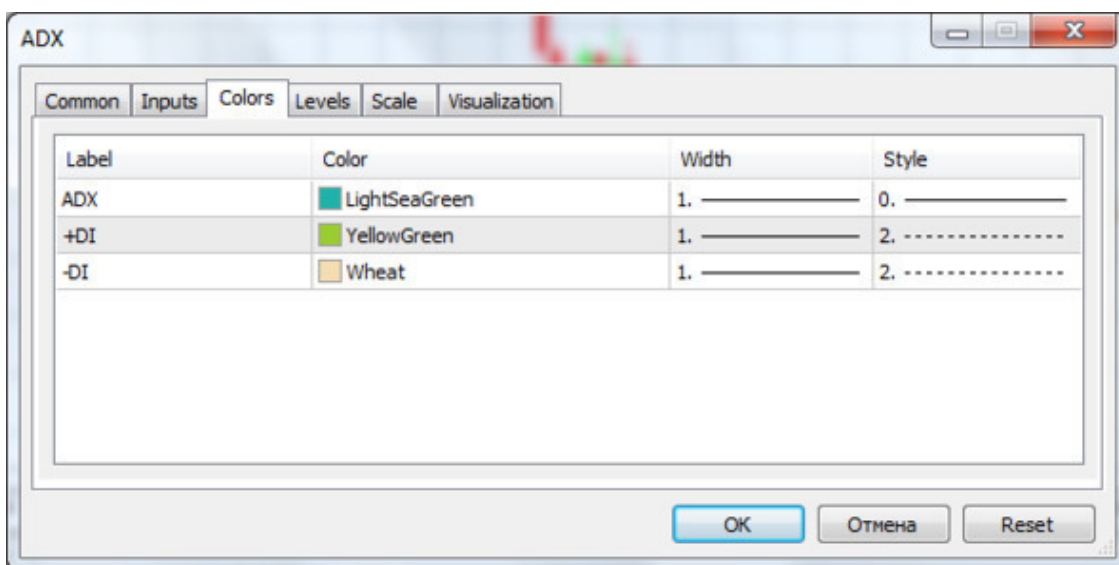 ADX
Common Inputs Colors Levels Scale Visualization
Label Color Width Style
ADX LightSeaGreen 1. 0.
+DI YellowGreen 1. 2.
-DI Wheat 1. 2.
OK Отмена Reset